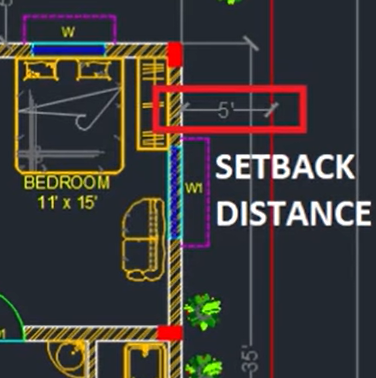 W
5'
SETBACK
W1
BEDROOM
11' x 15'
DISTANCE
35'